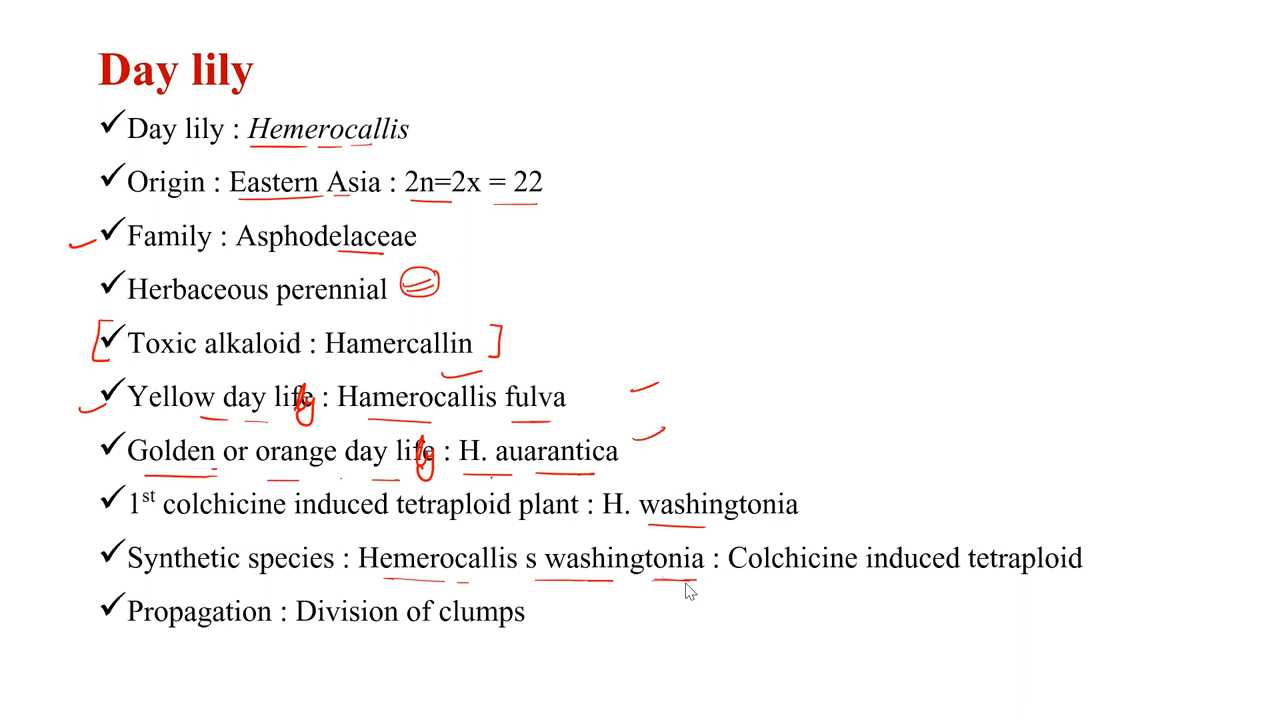 Day lily
✓Day lily : Hemerocallis
✓Origin : Eastern Asia : 2n=2x = 22
✓Family : Asphodelaceae
✓Herbaceous perennial
✓Toxic alkaloid : Hamercallin
✓Yellow day life : Hamerocallis fulva
✓Golden or orange day life : H. auarantica
✓1st colchicine induced tetraploid plant : H. washingtonia
✓Synthetic species : Hemerocallis s washingtonia : Colchicine induced tetraploid
✓Propagation : Division of clumps